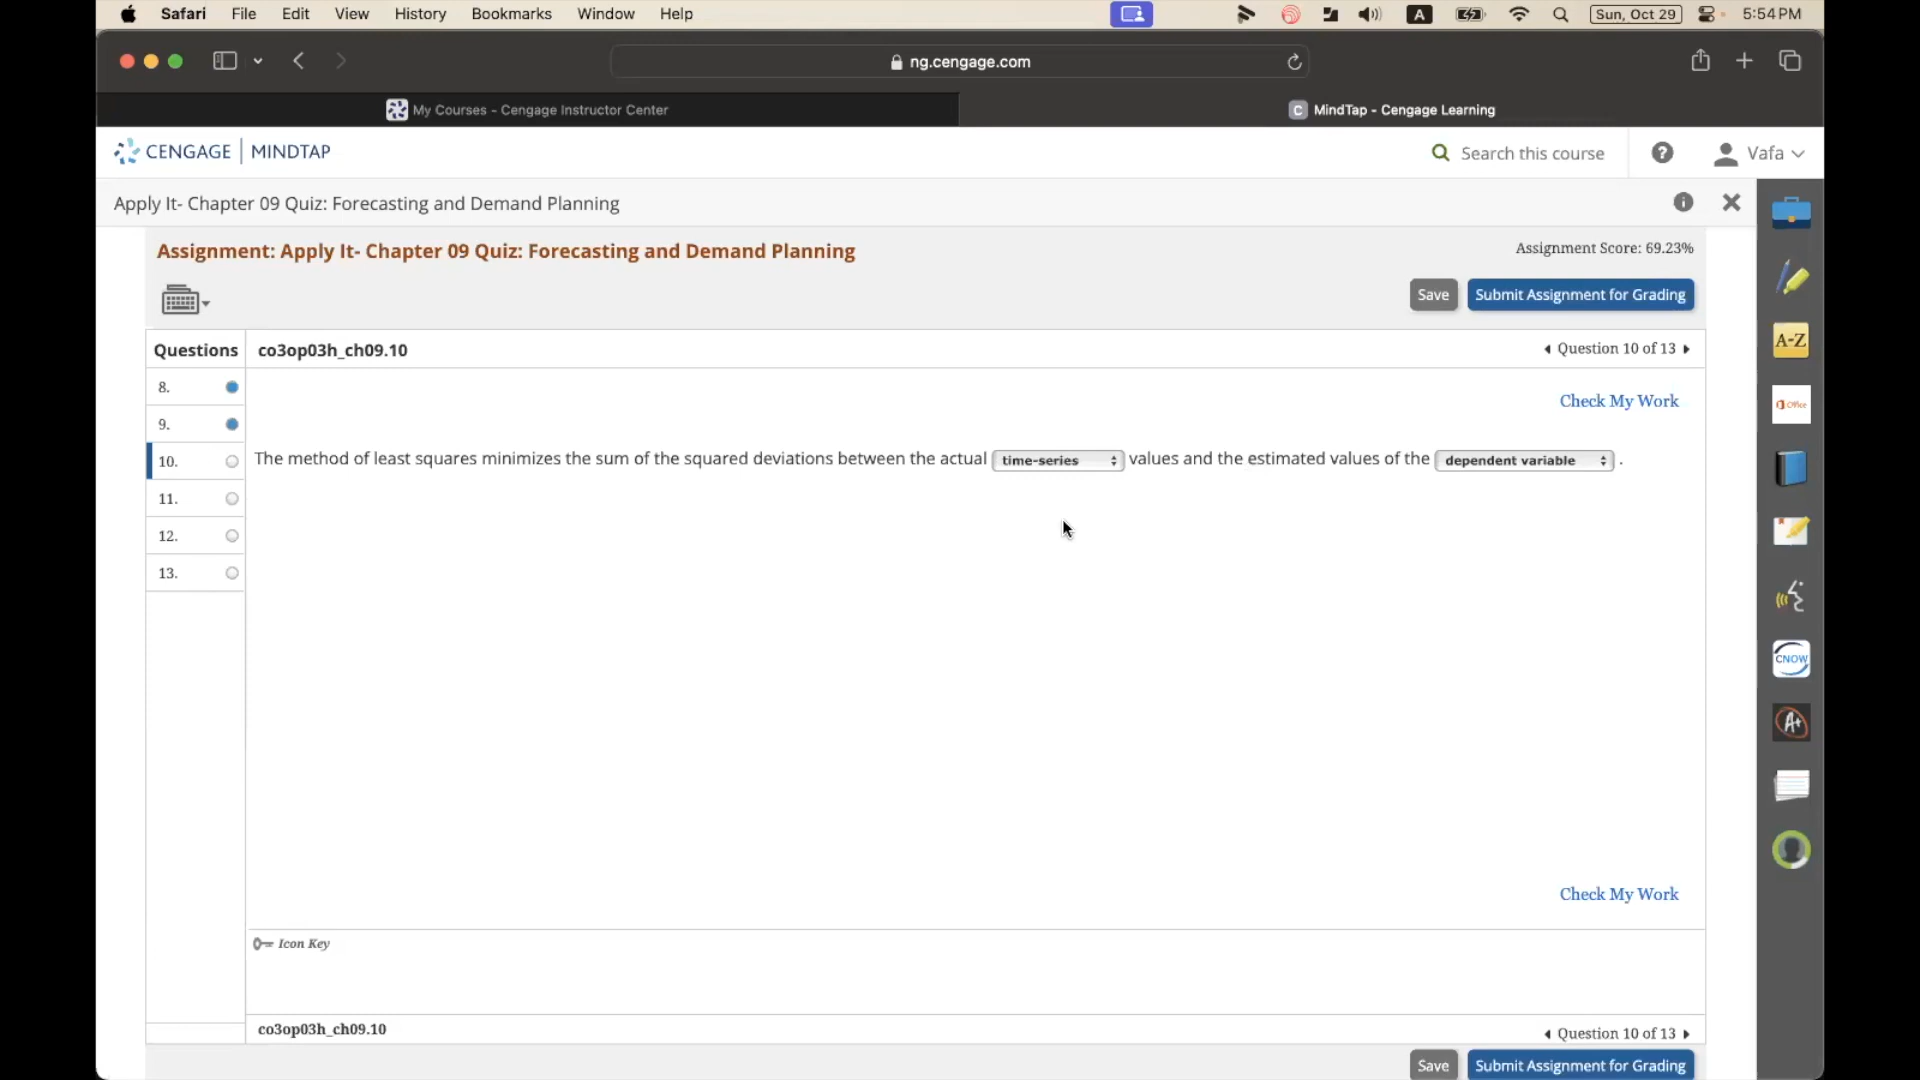 Safari File Edit View History Bookmarks Window Help A Sun, Oct 29 5:54 PM
ng.cengage.com
My Courses – Cengage Instructor Center
C MindTap - Cengage Learning
CENGAGE | MINDTAP
Search this course
? Vafa
Apply It- Chapter 09 Quiz: Forecasting and Demand Planning
Assignment: Apply It- Chapter 09 Quiz: Forecasting and Demand Planning
Assignment Score: 69.23%
Save Submit Assignment for Grading
A-Z
Questions co3op03h_ch09.10 Question 10 of 13
8.
Check My Work
Office
9.
10. The method of least squares minimizes the sum of the squared deviations between the actual time-series values and the estimated values of the dependent variable .
11.
12.
13.
CNOW
A+
Check My Work
Icon Key
co3op03h_ch09.10 Question 10 of 13
Save Submit Assignment for Grading